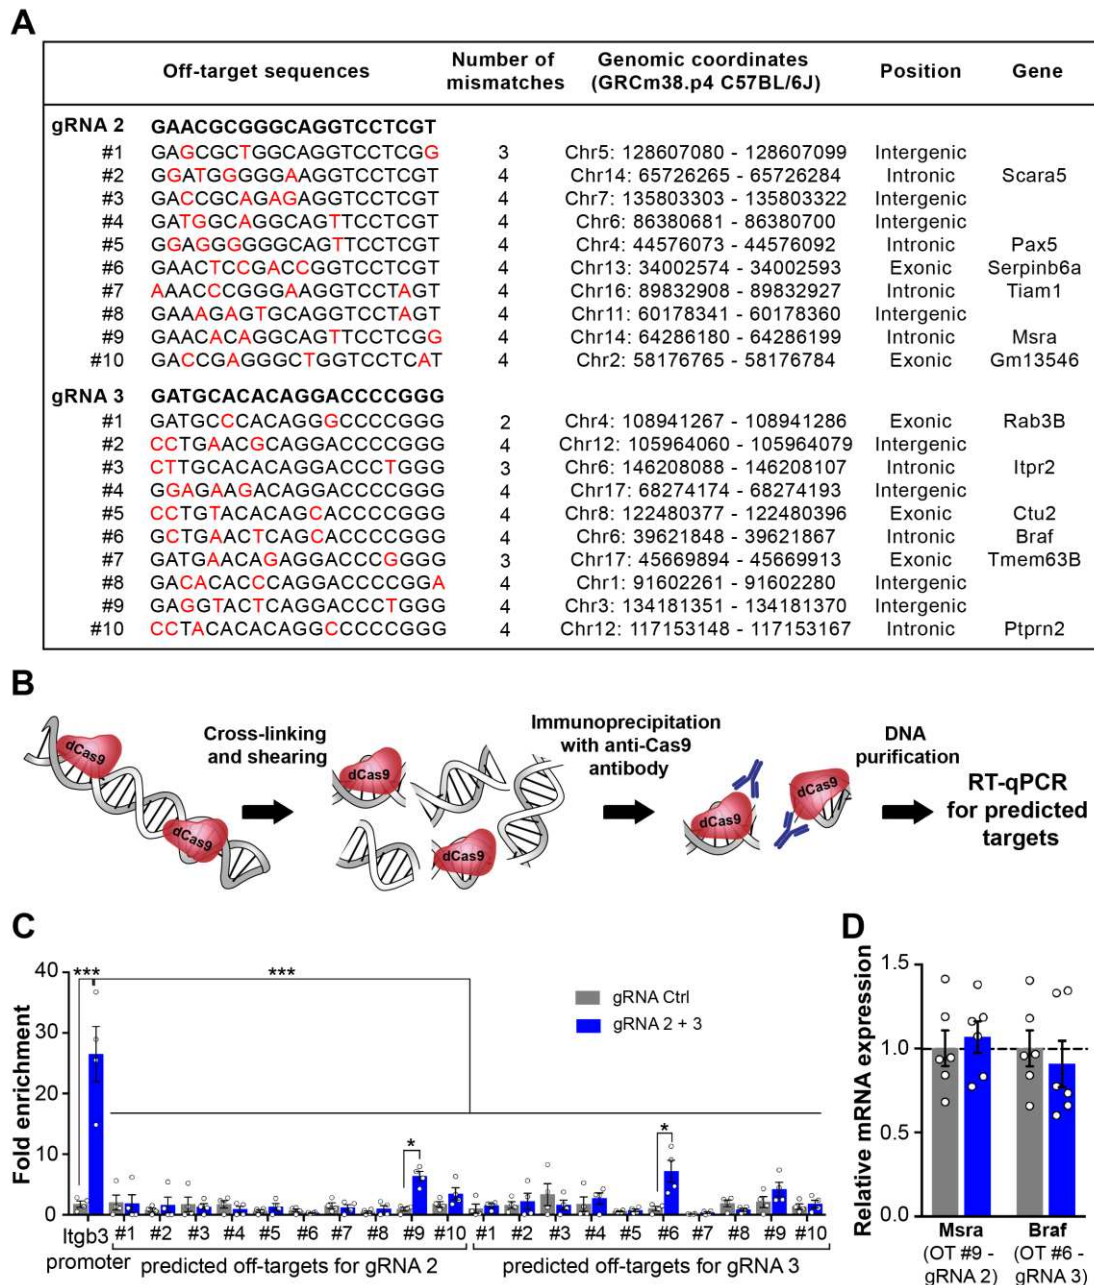 A
Off-target sequences Number of mismatches Genomic coordinates (GRCm38.p4 C57BL/6J) Position Gene
gRNA 2 GAACGCGGGCAGGTCCTCGT
#1 GAGCGCTGGCAGGTCCTCGG 3 Chr5: 128607080 - 128607099 Intergenic
#2 GGATGGGGGAAGGTCCTCGT 4 Chr14: 65726265 - 65726284 Intronic Scara5
#3 GACCGCAGAGAGGTCCTCGT 4 Chr7: 135803303 - 135803322 Intergenic
#4 GATGGCAGGCAGTTCCTCGT 4 Chr6: 86380681 - 86380700 Intergenic
#5 GGAGGGGGGCAGTTCCTCGT 4 Chr4: 44576073 - 44576092 Intronic Pax5
#6 GAACTCCGACCGGTCCTCGT 4 Chr13: 34002574 - 34002593 Exonic Serpinb6a
#7 AAACCCGGGAAGGTCCTAGT 4 Chr16: 89832908 - 89832927 Intronic Tiam1
#8 GAAAGAGTGCAGGTCCTAGT 4 Chr11: 60178341 - 60178360 Intergenic
#9 GAACACAGGCAGTTCCTCGG 4 Chr14: 64286180 - 64286199 Intronic Msra
#10 GACCGAGGGCTGGTCCTCAT 4 Chr2: 58176765 - 58176784 Exonic Gm13546
gRNA 3 GATGCACACAGGACCCCGGG
#1 GATGCCCACAGGGCCCCGGG 2 Chr4: 108941267 - 108941286 Exonic Rab3B
#2 CCTGAACGCAGGACCCCGGG 4 Chr12: 105964060 - 105964079 Intergenic
#3 CTTGCACACAGGACCCTGGG 3 Chr6: 146208088 - 146208107 Intronic Itpr2
#4 GGAGAAGACAGGACCCCGGG 4 Chr17: 68274174 - 68274193 Intergenic
#5 CCTGTACACAGCACCCCGGG 4 Chr8: 122480377 - 122480396 Exonic Ctu2
#6 GCTGAACTCAGCACCCCGGG 4 Chr6: 39621848 - 39621867 Intronic Braf
#7 GATGAACAGAGGACCCGGGG 3 Chr17: 45669894 - 45669913 Exonic Tmem63B
#8 GACACACCCAGGACCCCGGA 4 Chr1: 91602261 - 91602280 Intergenic
#9 GAGGTACTCAGGACCCTGGG 4 Chr3: 134181351 - 134181370 Intergenic
#10 CCTACACACAGGCCCCCGGG 4 Chr12: 117153148 - 117153167 Intronic Ptprn2
B
dCas9
dCas9
Cross-linking and shearing
dCas9
dCas9
Immunoprecipitation with anti-Cas9 antibody
dCas9
dCas9
DNA purification
RT-qPCR for predicted targets
C
Fold enrichment
40
30
20
10
0
*** ***
* *
gRNA Ctrl
gRNA 2 + 3
Itgb3 promoter
#1 #2 #3 #4 #5 #6 #7 #8 #9 #10 #1 #2 #3 #4 #5 #6 #7 #8 #9 #10
predicted off-targets for gRNA 2 predicted off-targets for gRNA 3
D
Relative mRNA expression
1.5
1.0
0.5
0.0
Msra Braf
(OT #9 - gRNA 2) (OT #6 - gRNA 3)